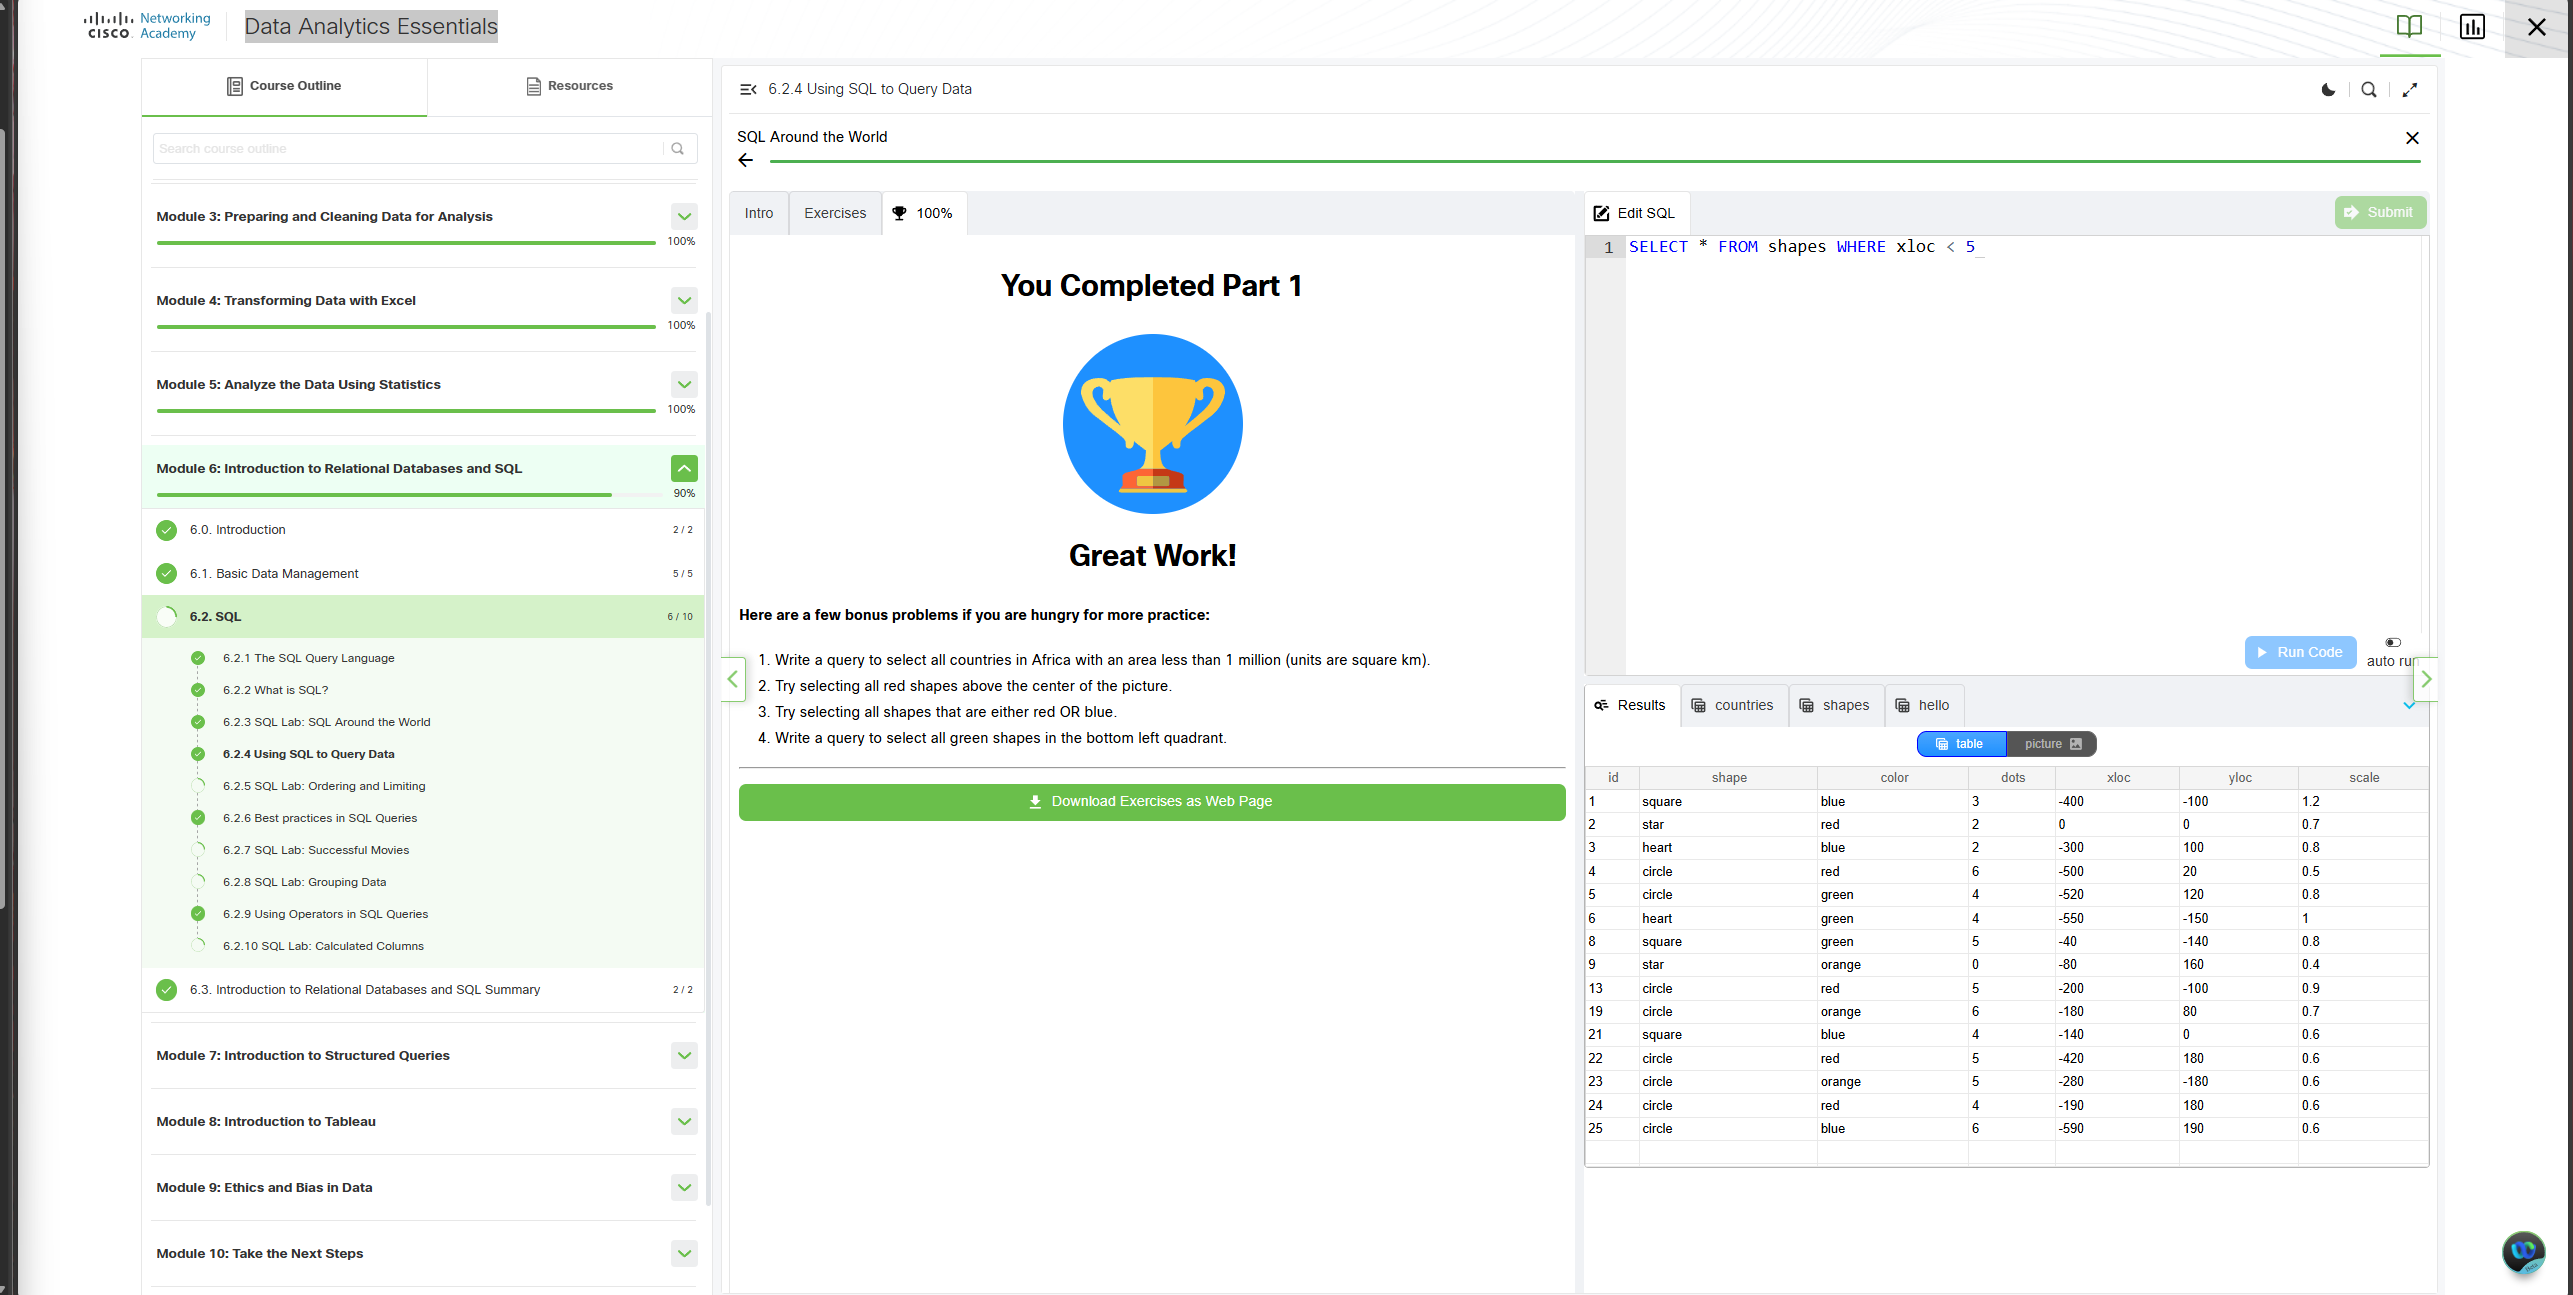 Networking
CISCO Academy
Data Analytics Essentials
Course Outline
Resources
Search course outline
Module 3: Preparing and Cleaning Data for Analysis
100%
Module 4: Transforming Data with Excel
100%
Module 5: Analyze the Data Using Statistics
100%
Module 6: Introduction to Relational Databases and SQL
90%
6.0. Introduction 2 / 2
6.1. Basic Data Management 5 / 5
6.2. SQL 6 / 10
6.2.1 The SQL Query Language
6.2.2 What is SQL?
6.2.3 SQL Lab: SQL Around the World
6.2.4 Using SQL to Query Data
6.2.5 SQL Lab: Ordering and Limiting
6.2.6 Best practices in SQL Queries
6.2.7 SQL Lab: Successful Movies
6.2.8 SQL Lab: Grouping Data
6.2.9 Using Operators in SQL Queries
6.2.10 SQL Lab: Calculated Columns
6.3. Introduction to Relational Databases and SQL Summary 2 / 2
Module 7: Introduction to Structured Queries
Module 8: Introduction to Tableau
Module 9: Ethics and Bias in Data
Module 10: Take the Next Steps
6.2.4 Using SQL to Query Data
SQL Around the World
Intro Exercises 100%
You Completed Part 1
Great Work!
Here are a few bonus problems if you are hungry for more practice:
1. Write a query to select all countries in Africa with an area less than 1 million (units are square km).
2. Try selecting all red shapes above the center of the picture.
3. Try selecting all shapes that are either red OR blue.
4. Write a query to select all green shapes in the bottom left quadrant.
Download Exercises as Web Page
Edit SQL
Submit
1 SELECT * FROM shapes WHERE xloc < 5
Run Code
auto run
Results countries shapes hello
table picture
id shape color dots xloc yloc scale
1 square blue 3 -400 -100 1.2
2 star red 2 0 0 0.7
3 heart blue 2 -300 100 0.8
4 circle red 6 -500 20 0.5
5 circle green 4 -520 120 0.8
6 heart green 4 -550 -150 1
8 square green 5 -40 -140 0.8
9 star orange 0 -80 160 0.4
13 circle red 5 -200 -100 0.9
19 circle orange 6 -180 80 0.7
21 square blue 4 -140 0 0.6
22 circle red 5 -420 180 0.6
23 circle orange 5 -280 -180 0.6
24 circle red 4 -190 180 0.6
25 circle blue 6 -590 190 0.6